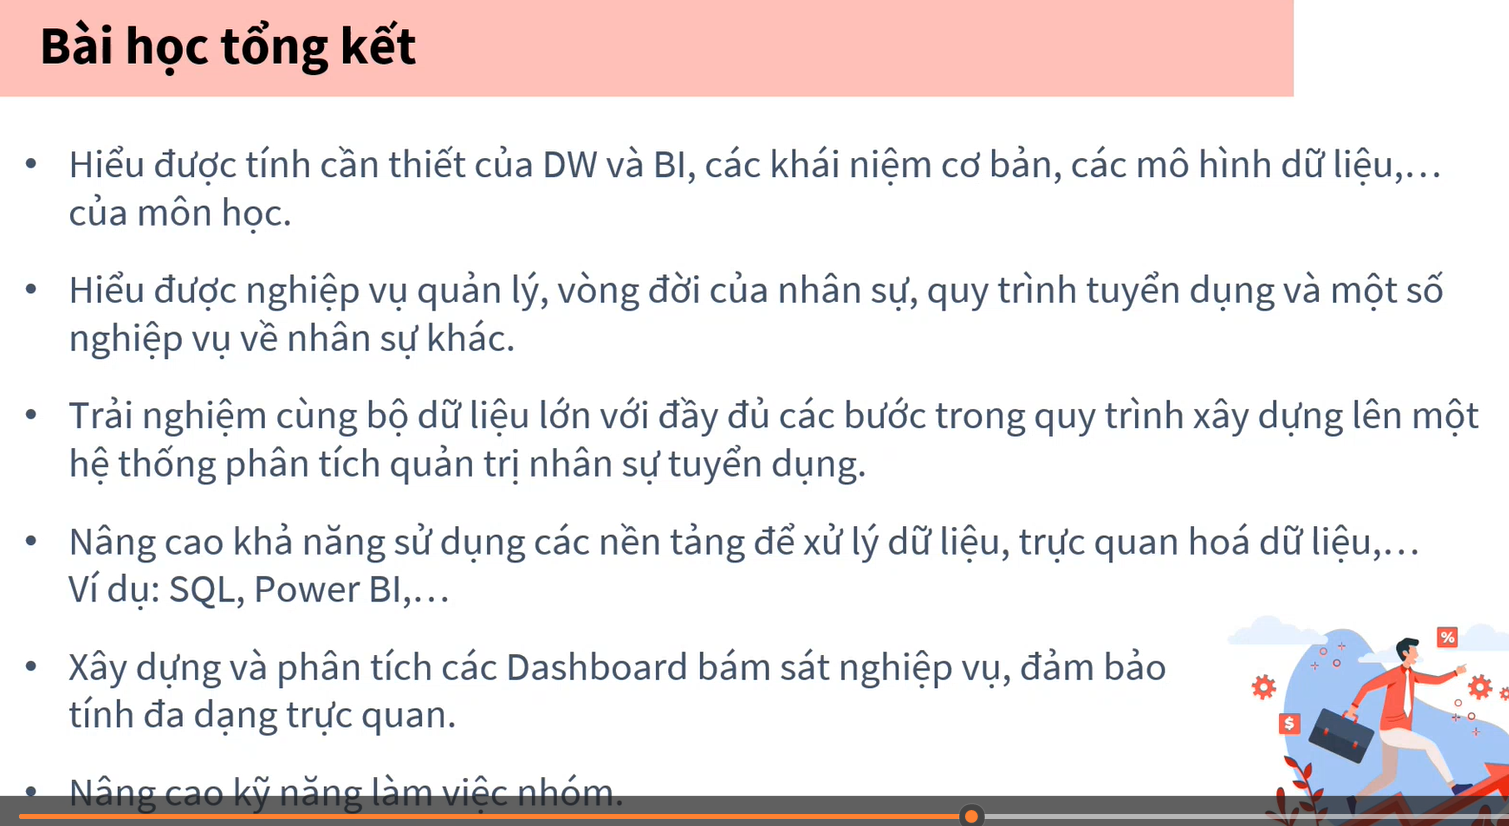 Bài học tổng kết
• Hiểu được tính cần thiết của DW và BI, các khái niệm cơ bản, các mô hình dữ liệu,…
của môn học.
• Hiểu được nghiệp vụ quản lý, vòng đời của nhân sự, quy trình tuyển dụng và một số
nghiệp vụ về nhân sự khác.
• Trải nghiệm cùng bộ dữ liệu lớn với đầy đủ các bước trong quy trình xây dựng lên một
hệ thống phân tích quản trị nhân sự tuyển dụng.
• Nâng cao khả năng sử dụng các nền tảng để xử lý dữ liệu, trực quan hoá dữ liệu,…
Ví dụ: SQL, Power BI,…
• Xây dựng và phân tích các Dashboard bám sát nghiệp vụ, đảm bảo
tính đa dạng trực quan.
• Nâng cao kỹ năng làm việc nhóm.
%
$